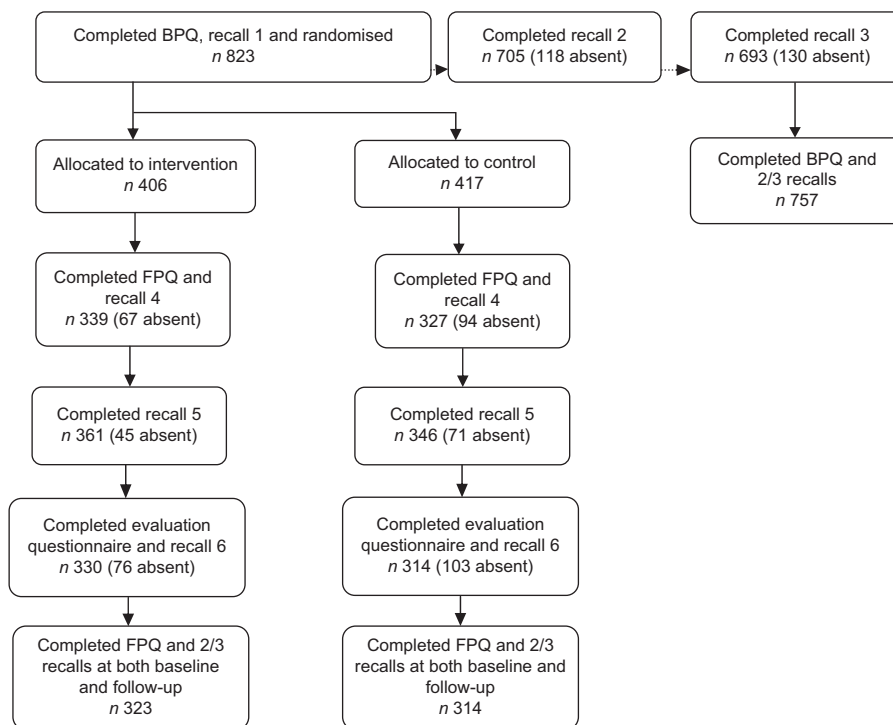 Completed BPQ, recall 1 and randomised
n 823
Completed recall 2
n 705 (118 absent)
Completed recall 3
n 693 (130 absent)
Completed BPQ and
2/3 recalls
n 757
Allocated to intervention
n 406
Allocated to control
n 417
Completed FPQ and
recall 4
n 339 (67 absent)
Completed FPQ and
recall 4
n 327 (94 absent)
Completed recall 5
n 361 (45 absent)
Completed recall 5
n 346 (71 absent)
Completed evaluation
questionnaire and recall 6
n 330 (76 absent)
Completed evaluation
questionnaire and recall 6
n 314 (103 absent)
Completed FPQ and 2/3
recalls at both baseline
and follow-up
n 323
Completed FPQ and 2/3
recalls at both baseline and
follow-up
n 314